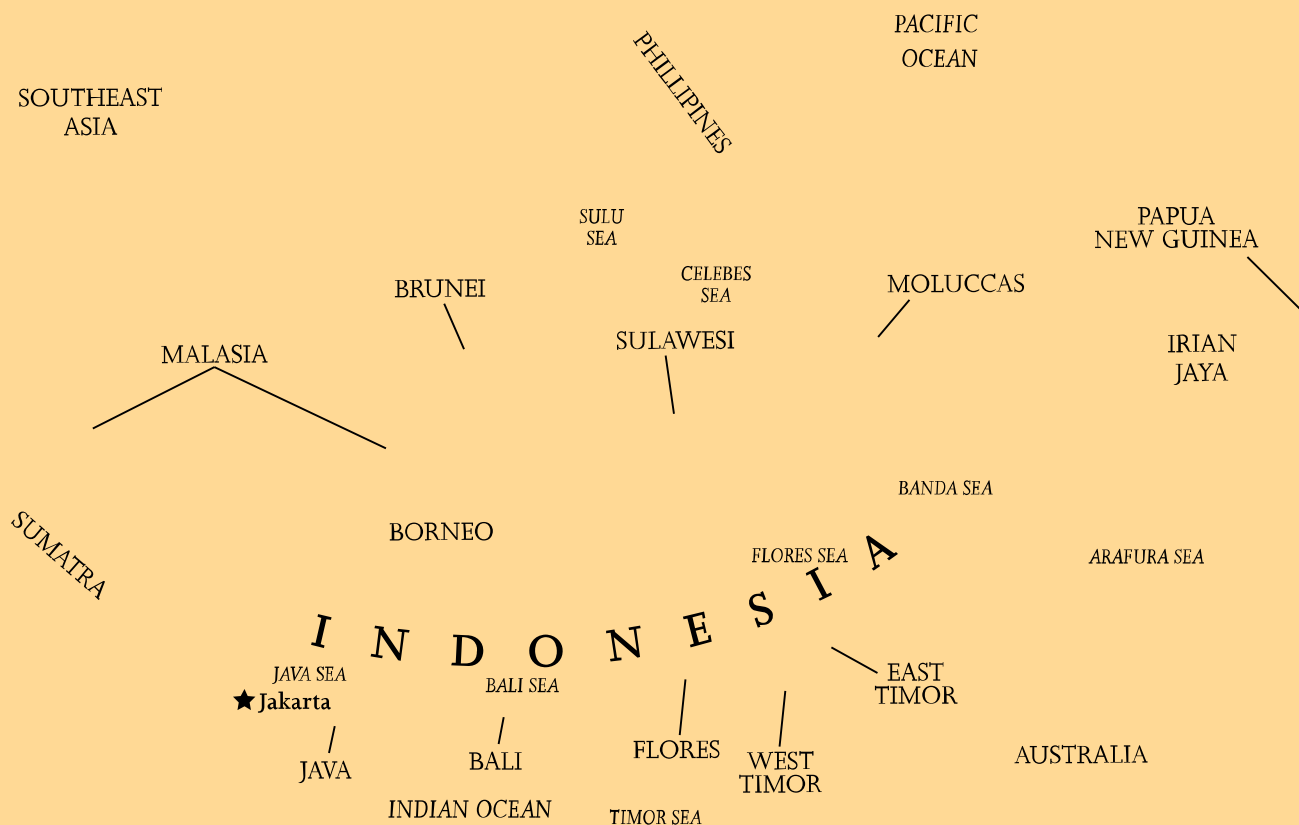 PACIFIC
OCEAN
PHILLIPINES
SOUTHEAST
ASIA
SULU
SEA
PAPUA
NEW GUINEA
CELEBES
SEA
BRUNEI
MOLUCCAS
SULAWESI
MALASIA
IRIAN
JAYA
BANDA SEA
SUMATRA
BORNEO
FLORES SEA
ARAFURA SEA
INDONESIA
JAVA SEA
Jakarta
BALI SEA
EAST
TIMOR
FLORES
WEST
TIMOR
AUSTRALIA
BALI
JAVA
INDIAN OCEAN
TIMOR SEA